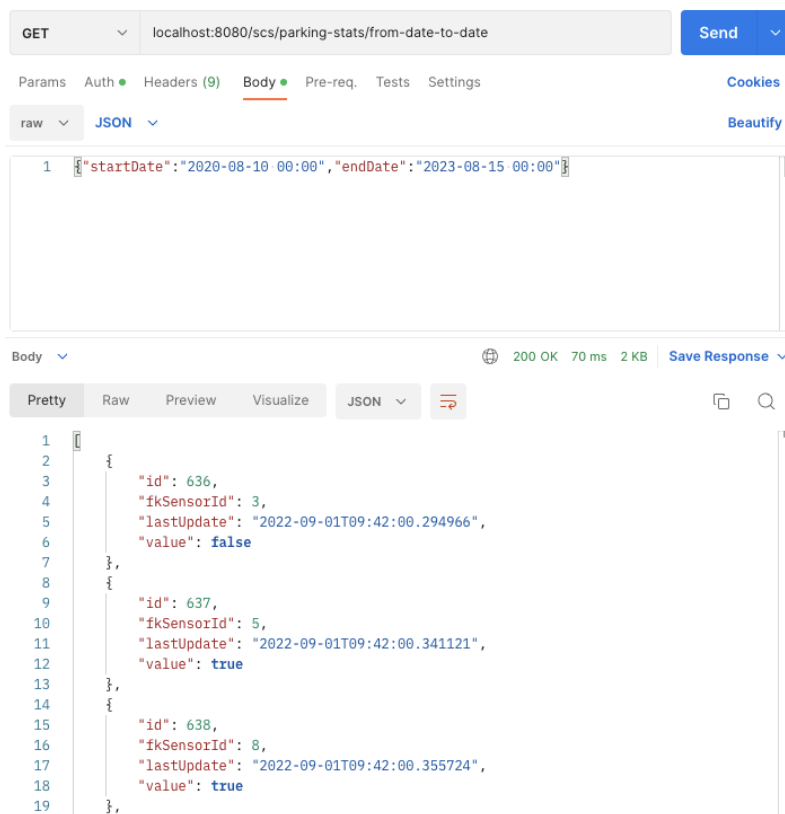 GET localhost:8080/scs/parking-stats/from-date-to-date Send
Params Auth Headers (9) Body Pre-req. Tests Settings Cookies
raw JSON Beautify
1 {"startDate":"2020-08-10 00:00","endDate":"2023-08-15 00:00"}
Body 200 OK 70 ms 2 KB Save Response
Pretty Raw Preview Visualize JSON
1 [
2 {
3 "id": 636,
4 "fkSensorId": 3,
5 "lastUpdate": "2022-09-01T09:42:00.294966",
6 "value": false
7 },
8 {
9 "id": 637,
10 "fkSensorId": 5,
11 "lastUpdate": "2022-09-01T09:42:00.341121",
12 "value": true
13 },
14 {
15 "id": 638,
16 "fkSensorId": 8,
17 "lastUpdate": "2022-09-01T09:42:00.355724",
18 "value": true
19 },